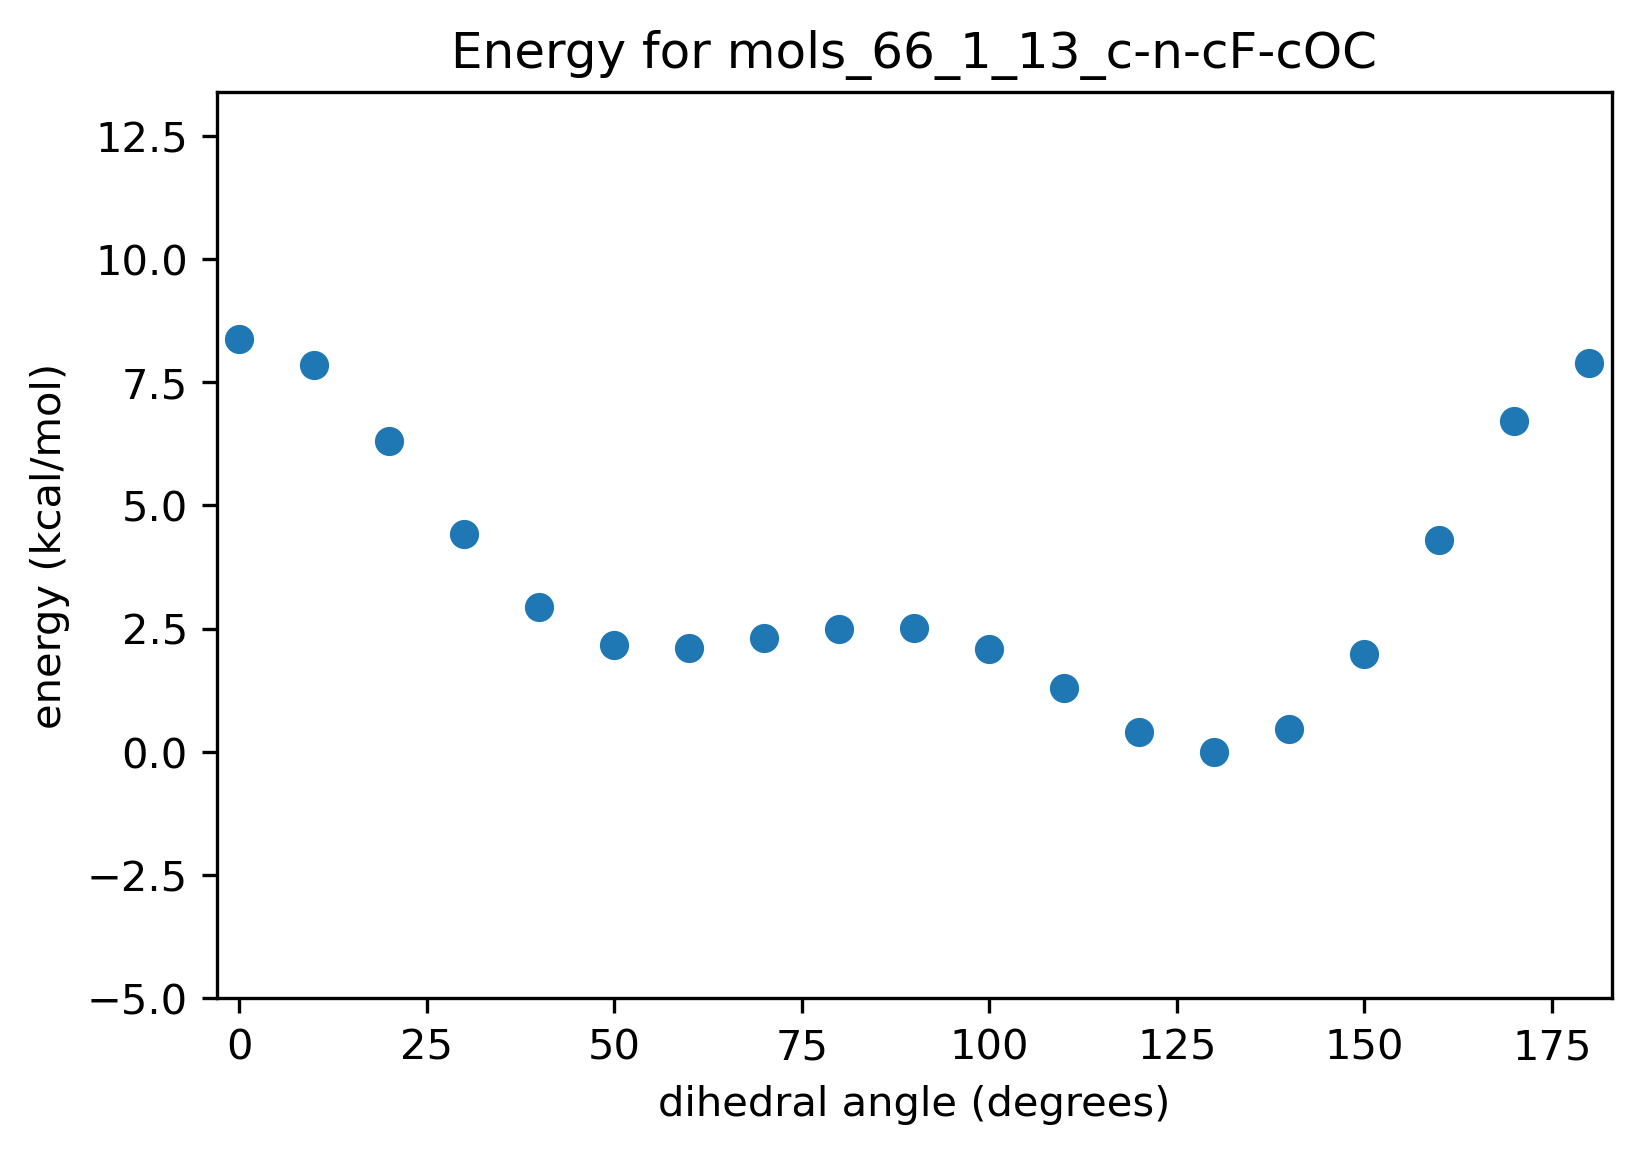 Energy for mols_66_1_13_c-n-cF-cOC
energy (kcal/mol)
12.5
10.0
7.5
5.0
2.5
0.0
−2.5
−5.0
0 25 50 75 100 125 150 175
dihedral angle (degrees)